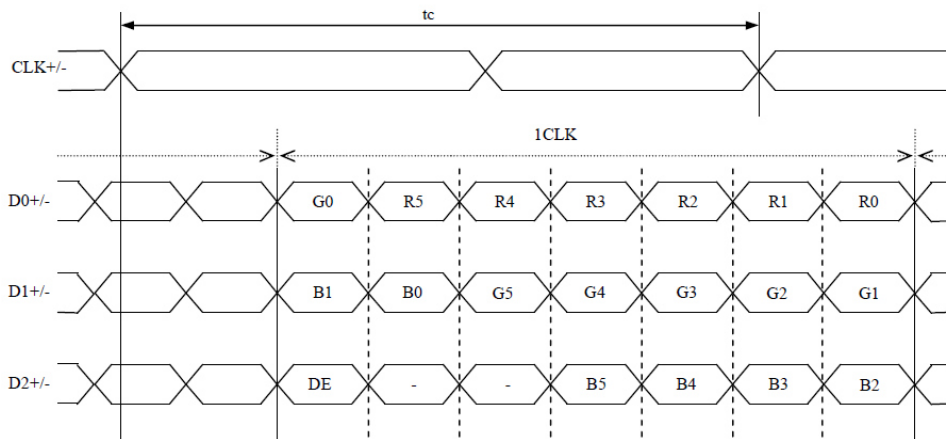 tc
CLK+/-
1CLK
D0+/- G0 R5 R4 R3 R2 R1 R0
D1+/- B1 B0 G5 G4 G3 G2 G1
D2+/- DE - - B5 B4 B3 B2